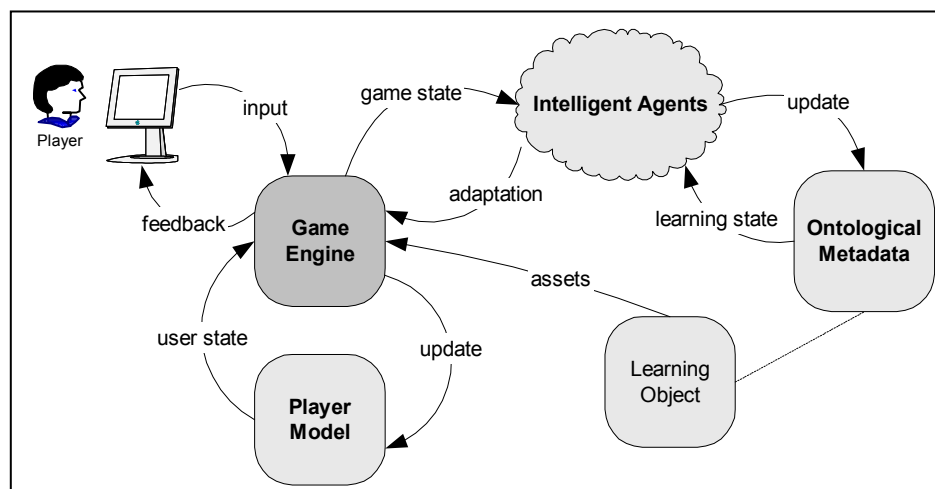 Player
input
game state
Intelligent Agents
update
feedback
adaptation
learning state
Game
Engine
Ontological
Metadata
assets
user state
update
Learning
Object
Player
Model